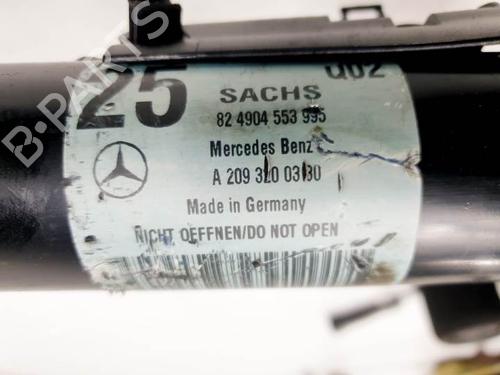 25 Q02
SACHS
82 4904 553 995
Mercedes Benz
A 209 320 03 30
Made in Germany
NICHT OEFFNEN/DO NOT OPEN
B-PARTS